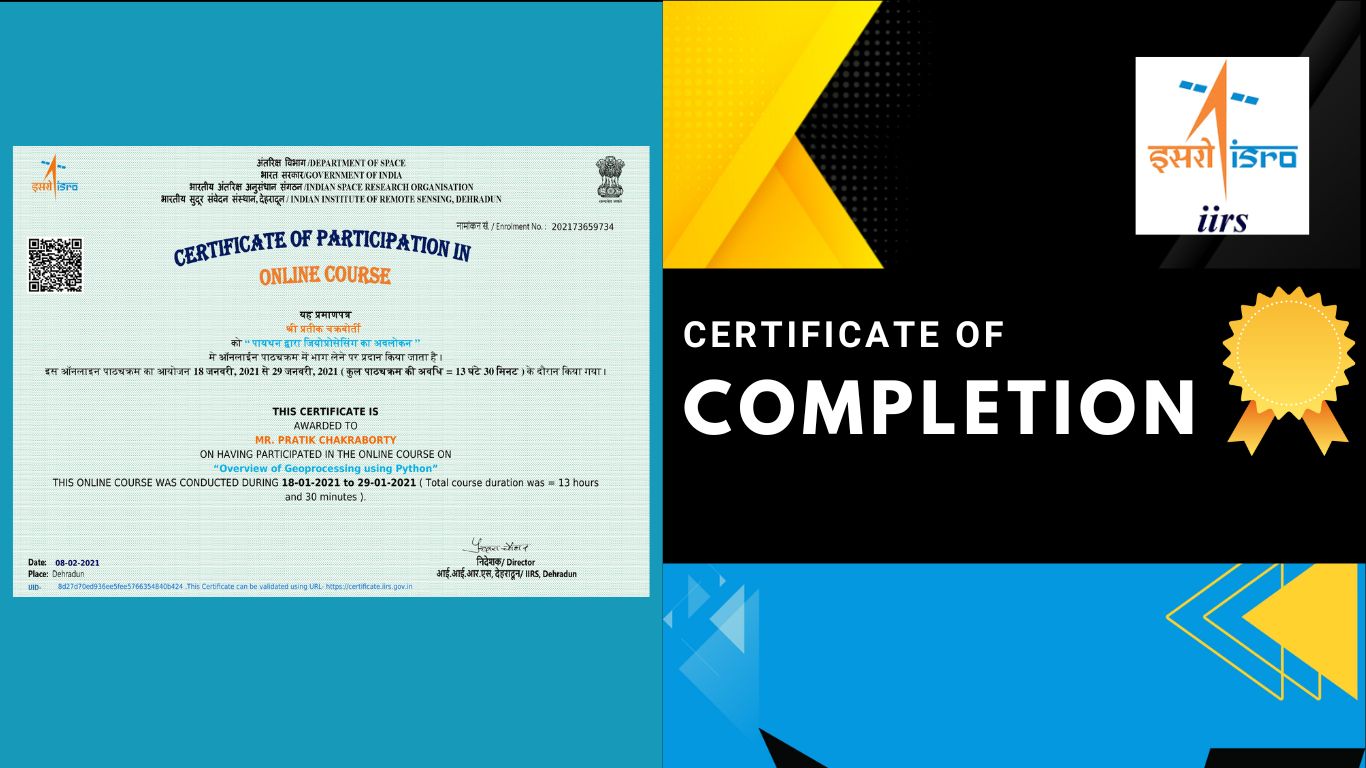 इसरो isro
अंतरिक्ष विभाग /DEPARTMENT OF SPACE
भारत सरकार/GOVERNMENT OF INDIA
भारतीय अंतरिक्ष अनुसंधान संगठन /INDIAN SPACE RESEARCH ORGANISATION
भारतीय सुदूर संवेदन संस्थान, देहरादून / INDIAN INSTITUTE OF REMOTE SENSING, DEHRADUN
नामांकन सं. / Enrolment No. : 202173659734
CERTIFICATE OF PARTICIPATION IN
ONLINE COURSE
यह प्रमाणपत्र
श्री प्रतीक चक्रबोर्ती
को “ पायथन द्वारा जियोप्रोसेसिंग का अवलोकन ”
मे ऑनलाईन पाठ्यक्रम में भाग लेने पर प्रदान किया जाता है।
इस ऑनलाइन पाठ्यक्रम का आयोजन 18 जनवरी, 2021 से 29 जनवरी, 2021 ( कुल पाठ्यक्रम की अवधि = 13 घंटे 30 मिनट ) के दौरान किया गया।
THIS CERTIFICATE IS
AWARDED TO
MR. PRATIK CHAKRABORTY
ON HAVING PARTICIPATED IN THE ONLINE COURSE ON
“Overview of Geoprocessing using Python”
THIS ONLINE COURSE WAS CONDUCTED DURING 18-01-2021 to 29-01-2021 ( Total course duration was = 13 hours
and 30 minutes ).
निदेशक/ Director
आई.आई.आर.एस, देहरादून/ IIRS, Dehradun
Date: 08-02-2021
Place: Dehradun
UID- 8d27d70ed936ee5fee5766354840b424 .This Certificate can be validated using URL- https://certificate.iirs.gov.in
इसरो isro
iirs
CERTIFICATE OF
COMPLETION